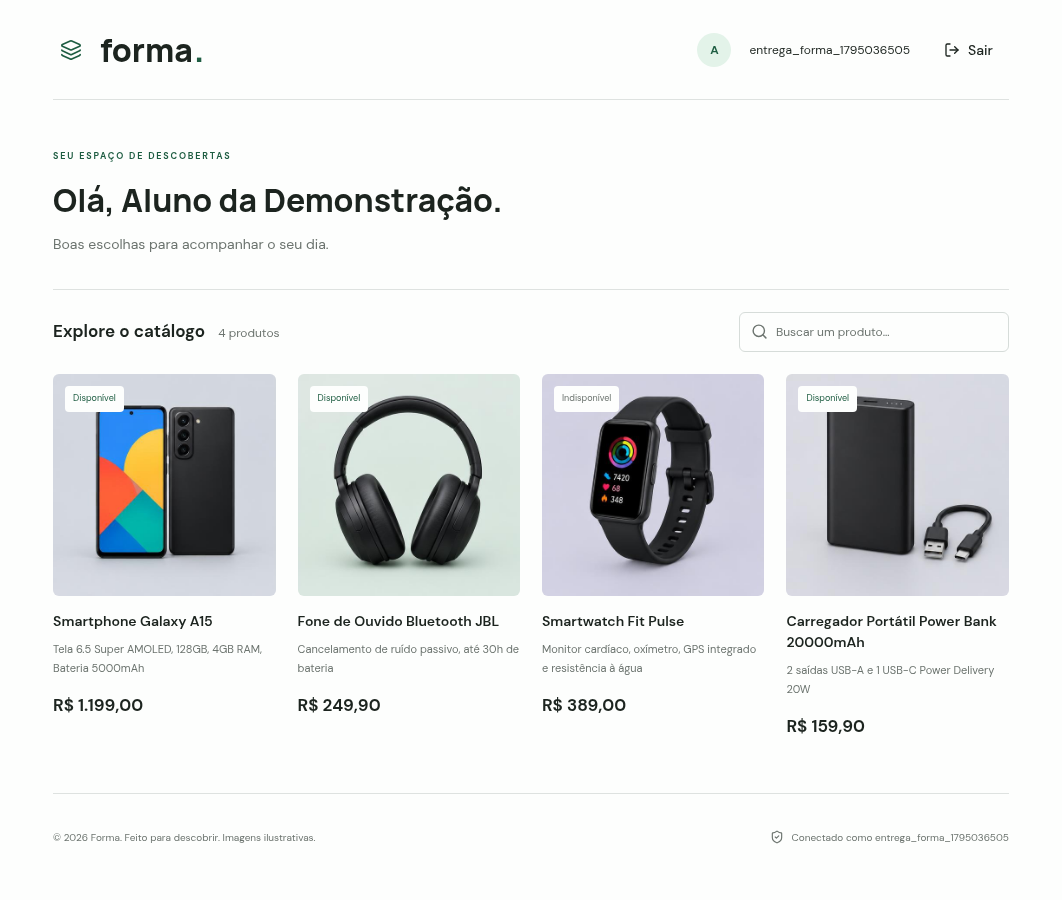 forma.
A
entrega_forma_1795036505
Sair
SEU ESPAÇO DE DESCOBERTAS
Olá, Aluno da Demonstração.
Boas escolhas para acompanhar o seu dia.
Explore o catálogo
4 produtos
Buscar um produto...
Disponível
Disponível
Indisponível
7420
68
348
Disponível
Smartphone Galaxy A15
Tela 6.5 Super AMOLED, 128GB, 4GB RAM,
Bateria 5000mAh
R$ 1.199,00
Fone de Ouvido Bluetooth JBL
Cancelamento de ruído passivo, até 30h de
bateria
R$ 249,90
Smartwatch Fit Pulse
Monitor cardíaco, oxímetro, GPS integrado
e resistência à água
R$ 389,00
Carregador Portátil Power Bank
20000mAh
2 saídas USB-A e 1 USB-C Power Delivery
20W
R$ 159,90
© 2026 Forma. Feito para descobrir. Imagens ilustrativas.
Conectado como entrega_forma_1795036505